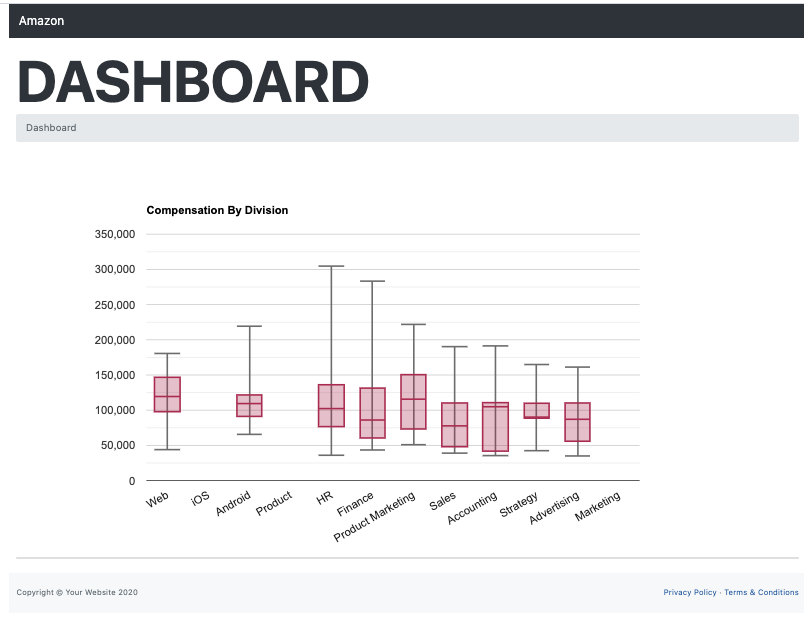 Amazon
DASHBOARD
Dashboard
Compensation By Division
350,000
300,000
250,000
200,000
150,000
100,000
50,000
0
Web
iOS
Android
Product
HR
Finance
Product Marketing
Sales
Accounting
Strategy
Advertising
Marketing
Copyright © Your Website 2020
Privacy Policy · Terms & Conditions